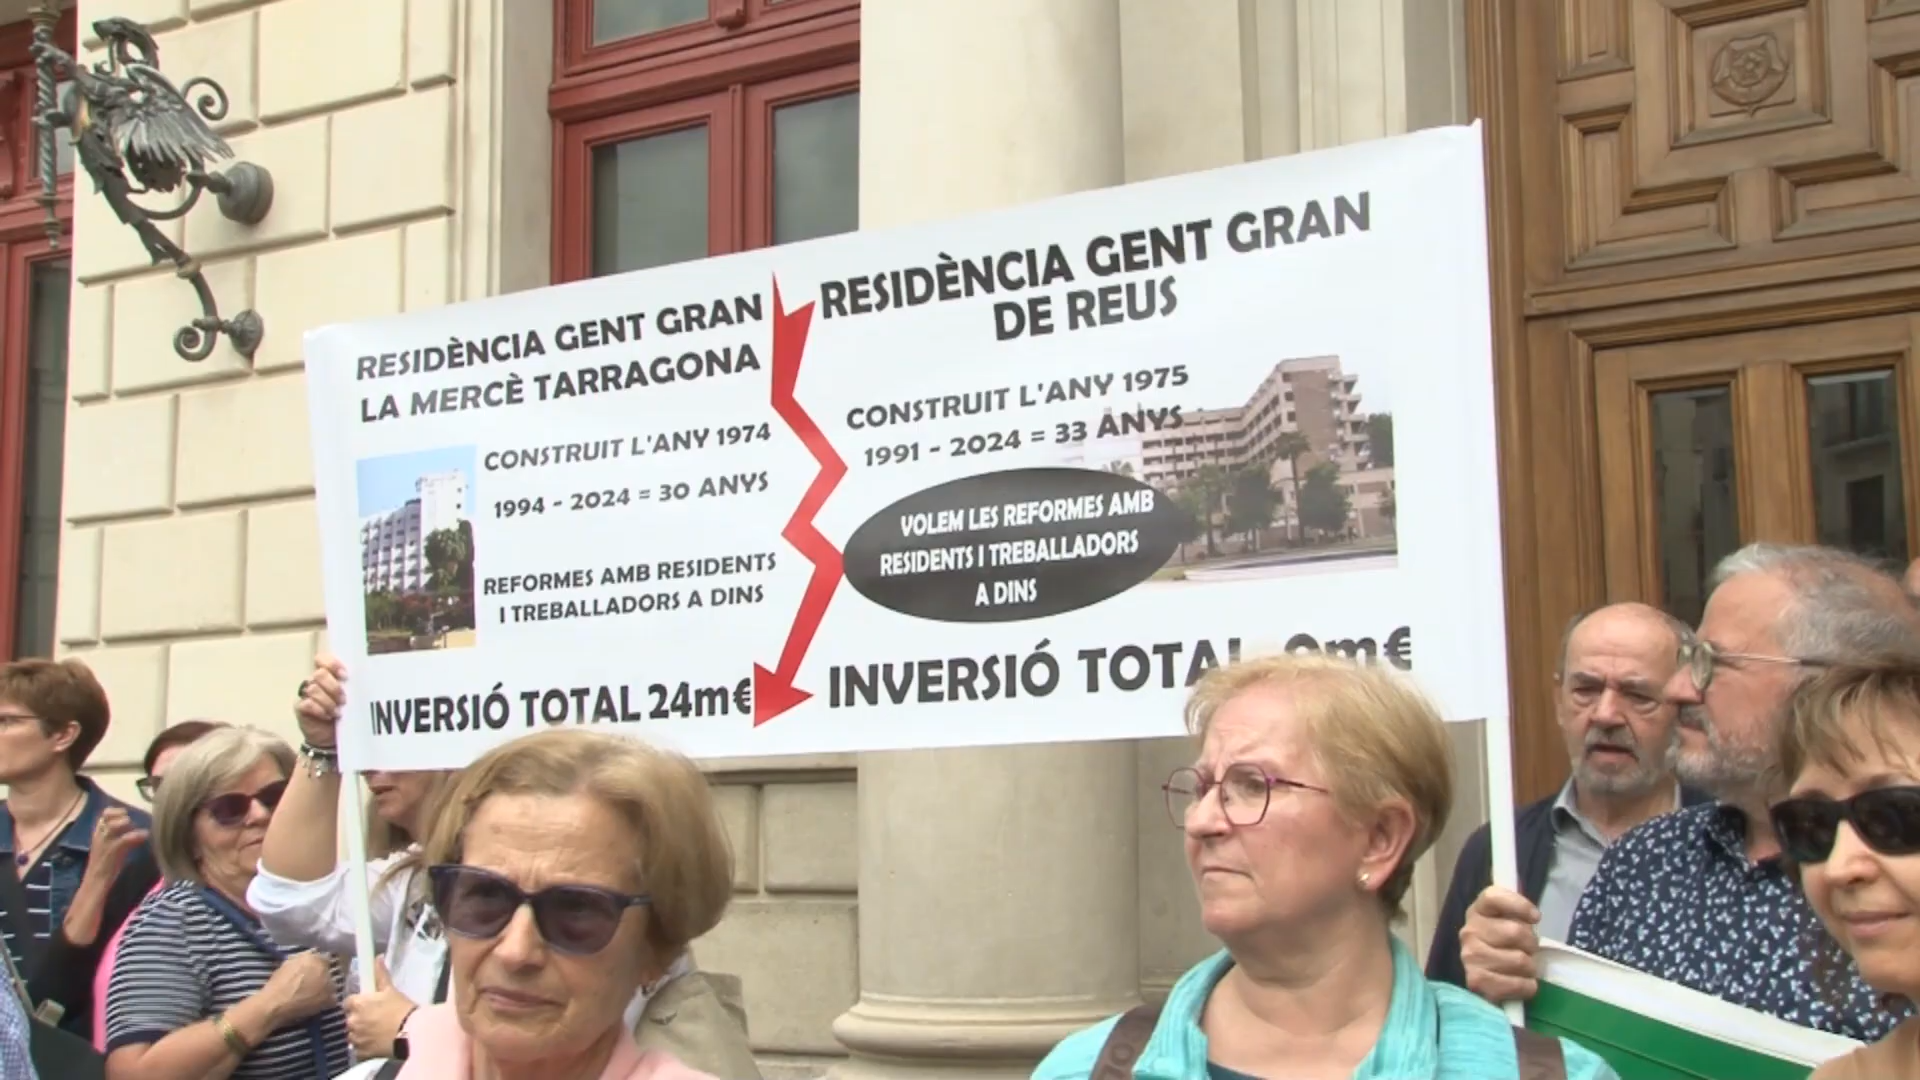 RESIDÈNCIA GENT GRAN
LA MERCÈ TARRAGONA
CONSTRUIT L'ANY 1974
1994 - 2024 = 30 ANYS
REFORMES AMB RESIDENTS
I TREBALLADORS A DINS
INVERSIÓ TOTAL 24m€
RESIDÈNCIA GENT GRAN
DE REUS
CONSTRUIT L'ANY 1975
1991 - 2024 = 33 ANYS
VOLEM LES REFORMES AMB
RESIDENTS I TREBALLADORS
A DINS
INVERSIÓ TOTAL